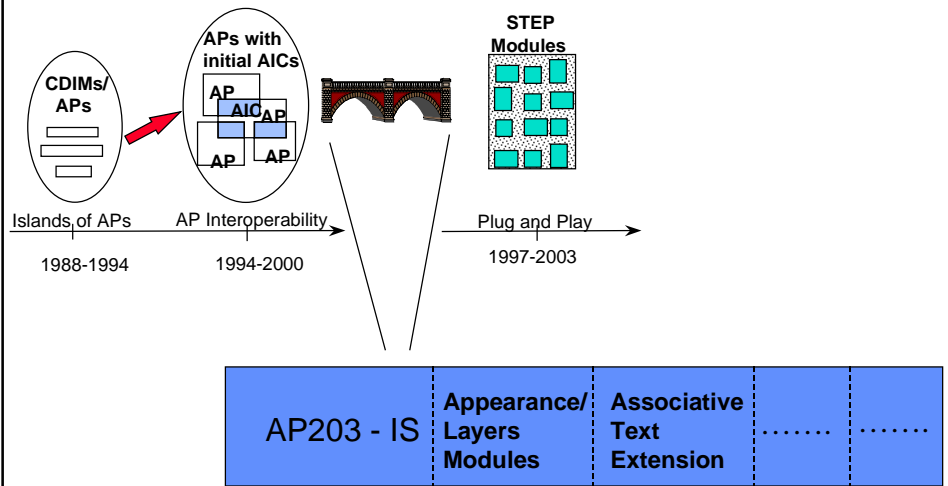 CDIMs/
APs
APs with
initial AICs
AP
AIC
AP
AP
AP
STEP
Modules
Islands of APs
AP Interoperability
Plug and Play
1988-1994
1994-2000
1997-2003
AP203 - IS
Appearance/
Layers
Modules
Associative
Text
Extension
.......
.......